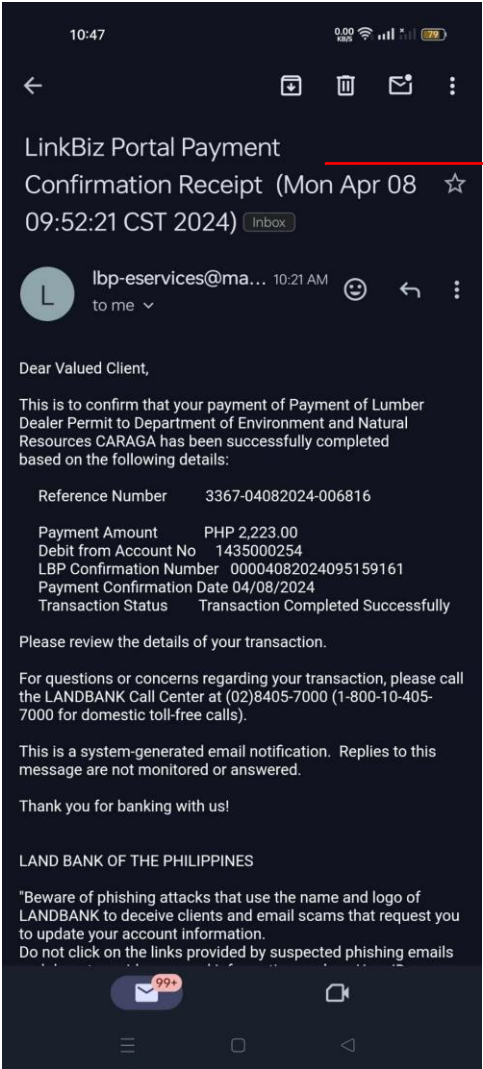 10:47
0.00 KB/S 79
LinkBiz Portal Payment
Confirmation Receipt (Mon Apr 08
09:52:21 CST 2024) Inbox
L
lbp-eservices@ma... 10:21 AM
to me
Dear Valued Client,
This is to confirm that your payment of Payment of Lumber
Dealer Permit to Department of Environment and Natural
Resources CARAGA has been successfully completed
based on the following details:
Reference Number 3367-04082024-006816
Payment Amount PHP 2,223.00
Debit from Account No 1435000254
LBP Confirmation Number 00004082024095159161
Payment Confirmation Date 04/08/2024
Transaction Status Transaction Completed Successfully
Please review the details of your transaction.
For questions or concerns regarding your transaction, please call
the LANDBANK Call Center at (02)8405-7000 (1-800-10-405-
7000 for domestic toll-free calls).
This is a system-generated email notification. Replies to this
message are not monitored or answered.
Thank you for banking with us!
LAND BANK OF THE PHILIPPINES
"Beware of phishing attacks that use the name and logo of
LANDBANK to deceive clients and email scams that request you
to update your account information.
Do not click on the links provided by suspected phishing emails
99+